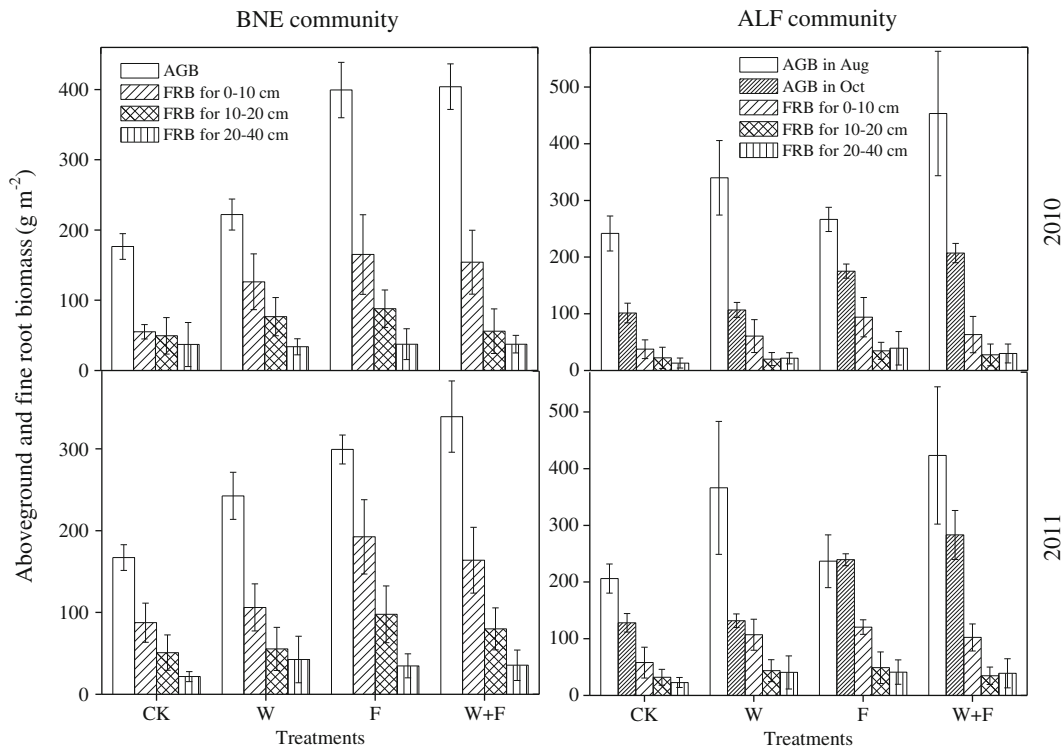 BNE community
ALF community
Aboveground and fine root biomass (g m⁻²)
400
300
200
100
0
AGB
FRB for 0-10 cm
FRB for 10-20 cm
FRB for 20-40 cm
500
400
300
200
100
0
AGB in Aug
AGB in Oct
FRB for 0-10 cm
FRB for 10-20 cm
FRB for 20-40 cm
2010
300
200
100
0
CK
W
F
W+F
Treatments
500
400
300
200
100
0
CK
W
F
W+F
Treatments
2011